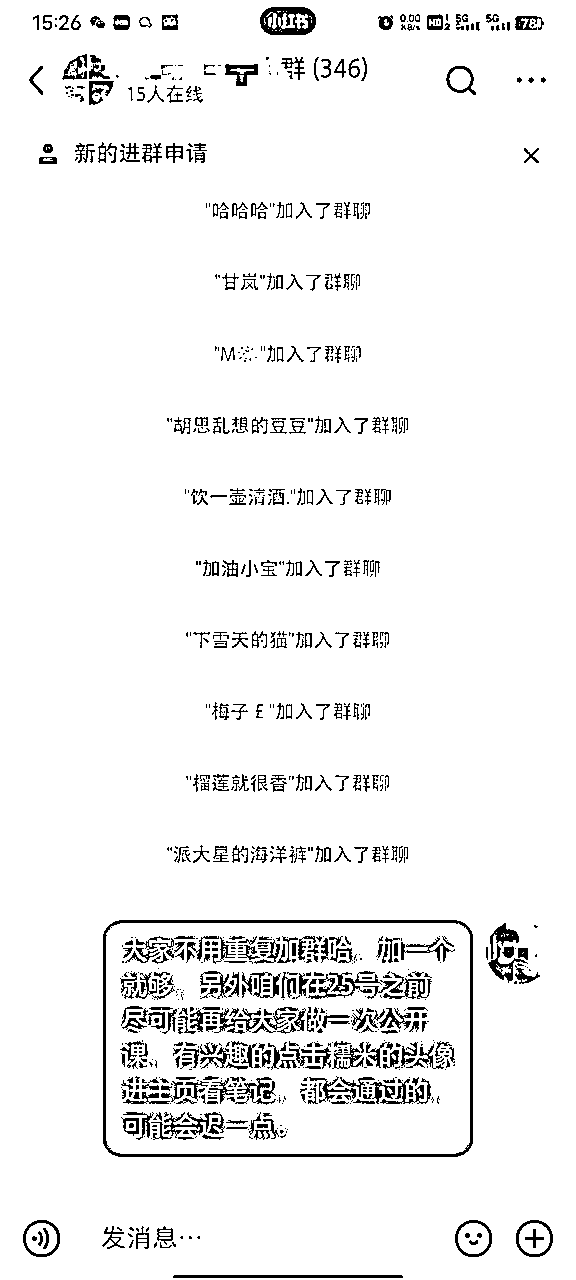 15:26
小红书
0.00 KB/s
HD
5G
5G
78
群 (346)
15人在线
新的进群申请
"哈哈哈"加入了群聊
"甘岚"加入了群聊
"加入了群聊
"胡思乱想的豆豆"加入了群聊
"饮一壶清酒."加入了群聊
"加油小宝"加入了群聊
"下雪天的猫"加入了群聊
"梅子 £ "加入了群聊
"榴莲就很香"加入了群聊
"派大星的海洋裤"加入了群聊
大家不用重复加群哈，加一个
就够。另外咱们在25号之前
尽可能再给大家做一次公开
课，有兴趣的点击糯米的头像
进主页看笔记，都会通过的，
可能会迟一点。
发消息…